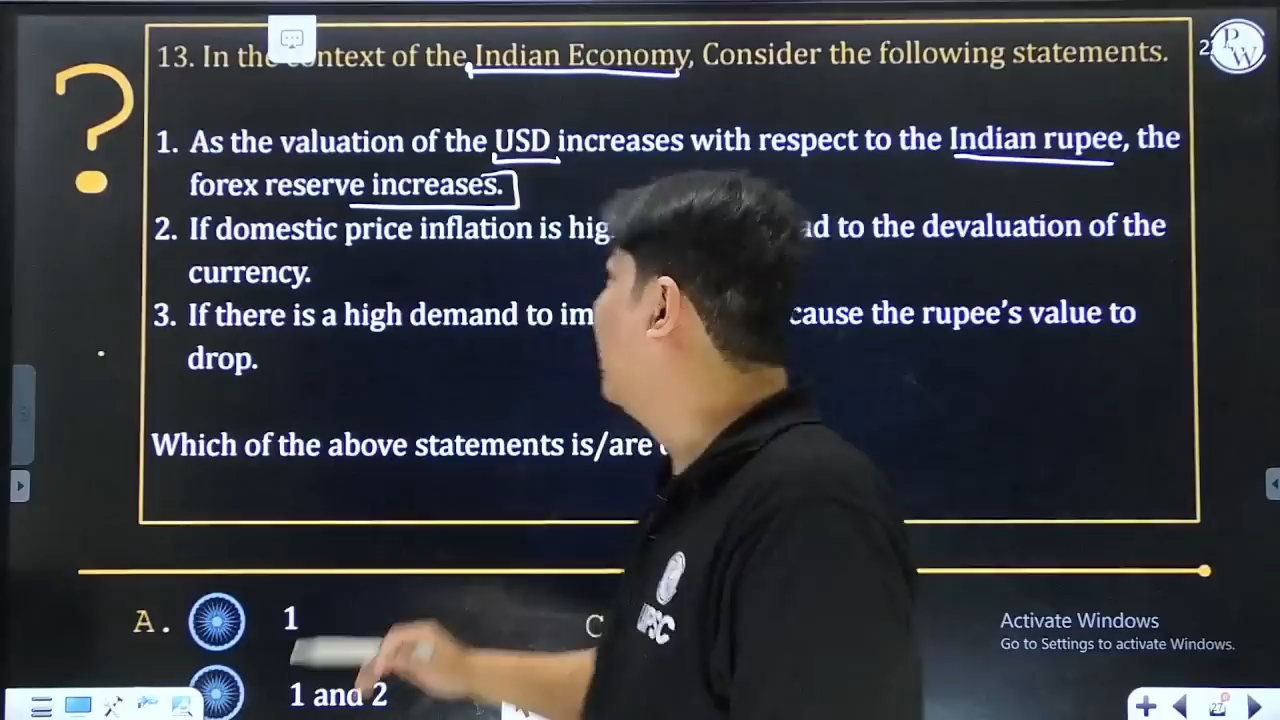 13. In the context of the Indian Economy, Consider the following statements.
PW
1. As the valuation of the USD increases with respect to the Indian rupee, the
forex reserve increases.
2. If domestic price inflation is hig ad to the devaluation of the
currency.
3. If there is a high demand to im cause the rupee's value to
drop.
Which of the above statements is/are
A. 1
C
UPSC
1 and 2
Activate Windows
Go to Settings to activate Windows.
27